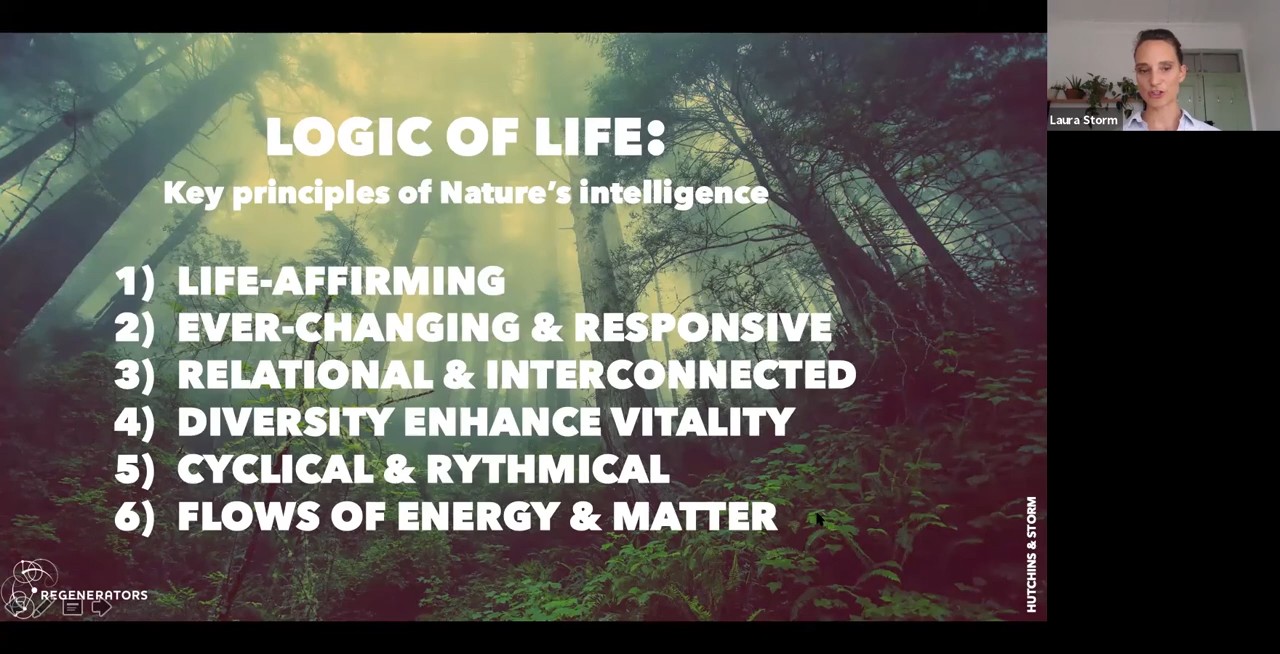 LOGIC OF LIFE:
Key principles of Nature's intelligence
1) LIFE-AFFIRMING
2) EVER-CHANGING & RESPONSIVE
3) RELATIONAL & INTERCONNECTED
4) DIVERSITY ENHANCE VITALITY
5) CYCLICAL & RYTHMICAL
6) FLOWS OF ENERGY & MATTER
REGENERATORS
HUTCHINS & STORM
Laura Storm